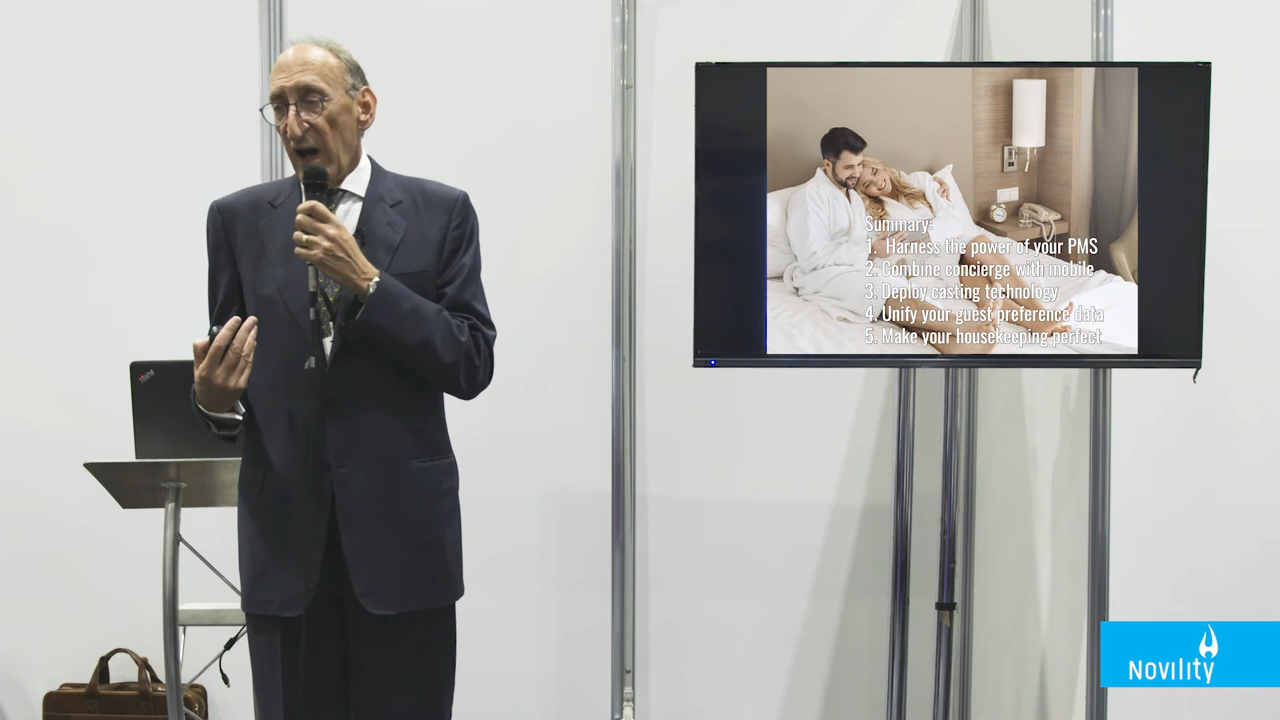 Summary:
1. Harness the power of your PMS
2. Combine concierge with mobile
3. Deploy casting technology
4. Unify your guest preference data
5. Make your housekeeping perfect
ThinkPad
Novility